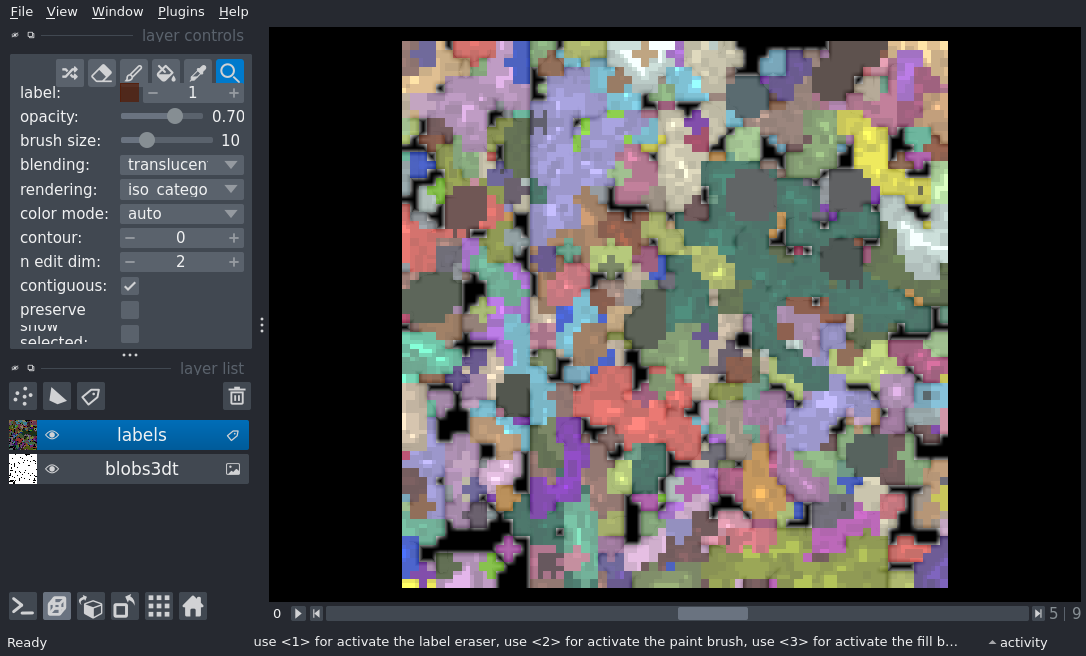 File View Window Plugins Help
layer controls
label: 1
opacity: 0.70
brush size: 10
blending: translucen
rendering: iso catego
color mode: auto
contour: 0
n edit dim: 2
contiguous:
preserve
show
selected:
layer list
labels
blobs3dt
0 5 | 9
Ready use <1> for activate the label eraser, use <2> for activate the paint brush, use <3> for activate the fill b... activity